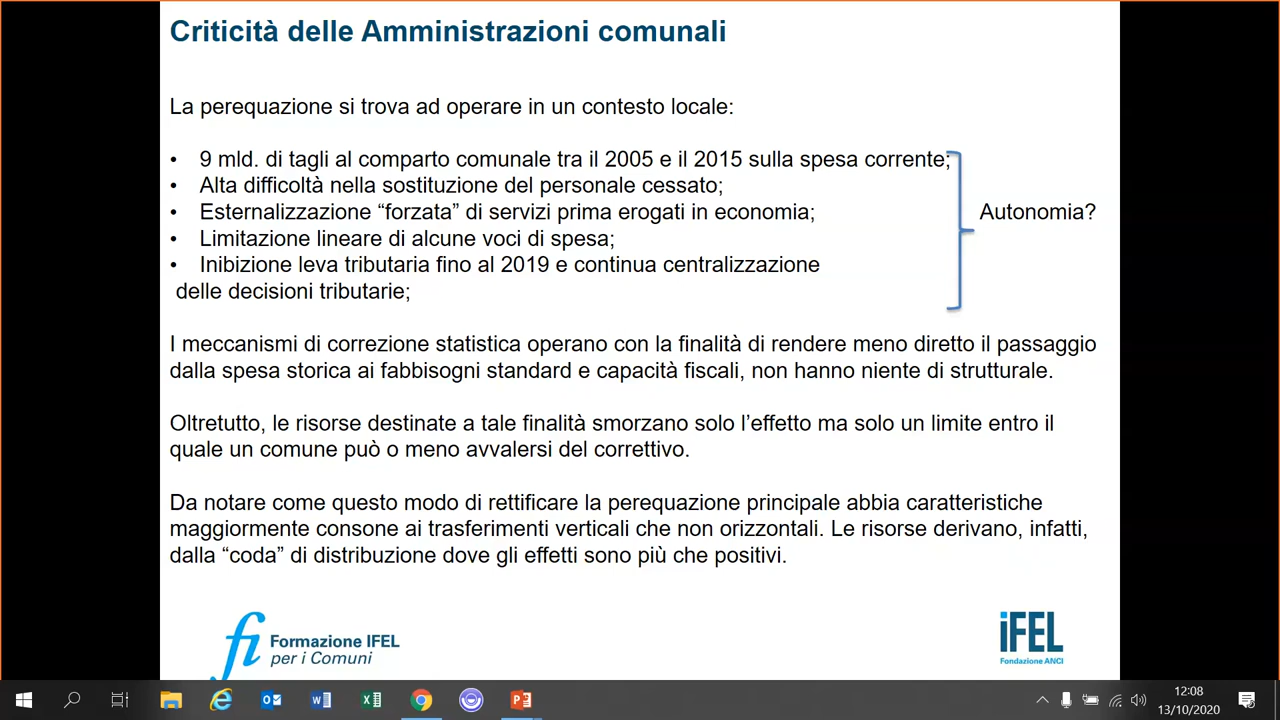 Criticità delle Amministrazioni comunali
La perequazione si trova ad operare in un contesto locale:
• 9 mld. di tagli al comparto comunale tra il 2005 e il 2015 sulla spesa corrente;
• Alta difficoltà nella sostituzione del personale cessato;
• Esternalizzazione “forzata” di servizi prima erogati in economia;
• Limitazione lineare di alcune voci di spesa;
• Inibizione leva tributaria fino al 2019 e continua centralizzazione
delle decisioni tributarie;
Autonomia?
I meccanismi di correzione statistica operano con la finalità di rendere meno diretto il passaggio
dalla spesa storica ai fabbisogni standard e capacità fiscali, non hanno niente di strutturale.
Oltretutto, le risorse destinate a tale finalità smorzano solo l’effetto ma solo un limite entro il
quale un comune può o meno avvalersi del correttivo.
Da notare come questo modo di rettificare la perequazione principale abbia caratteristiche
maggiormente consone ai trasferimenti verticali che non orizzontali. Le risorse derivano, infatti,
dalla “coda” di distribuzione dove gli effetti sono più che positivi.
fi
Formazione IFEL
per i Comuni
iFEL
Fondazione ANCI
12:08
13/10/2020